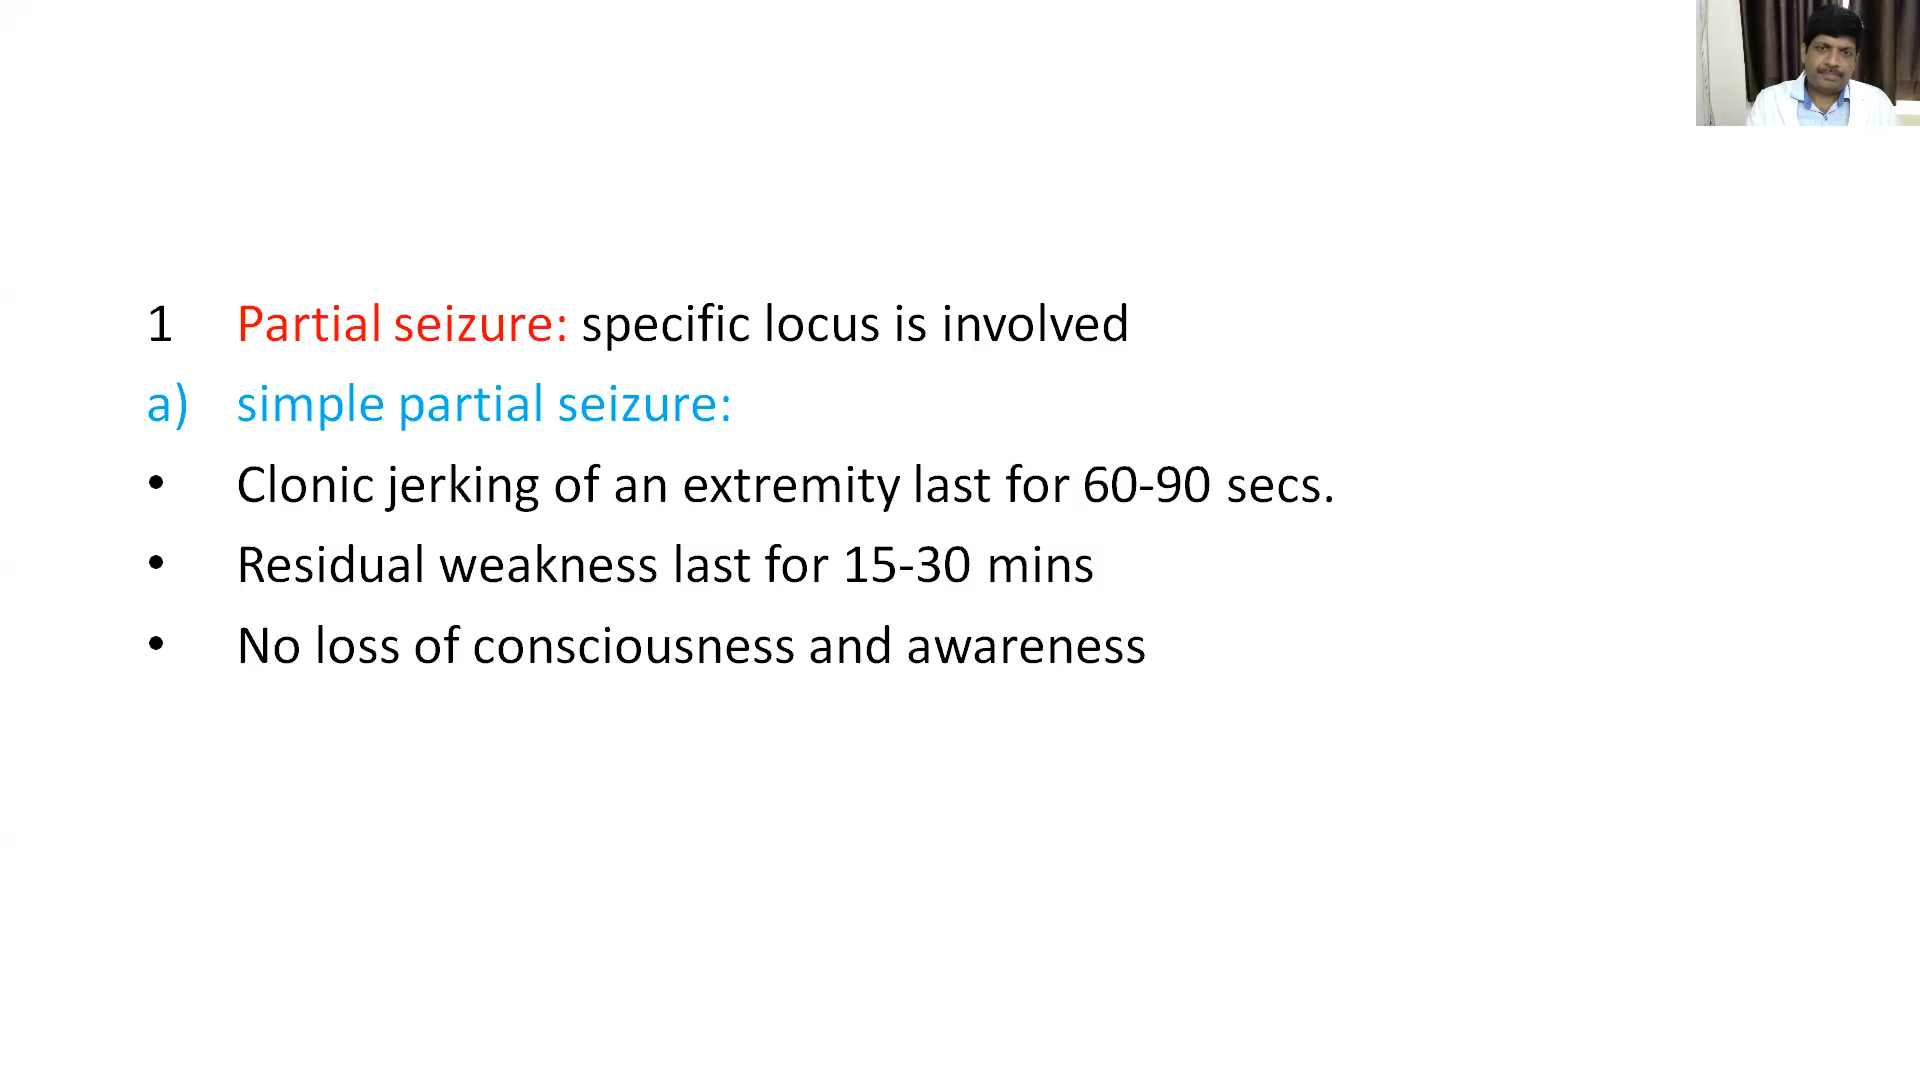 1 Partial seizure: specific locus is involved
a) simple partial seizure:
• Clonic jerking of an extremity last for 60-90 secs.
• Residual weakness last for 15-30 mins
• No loss of consciousness and awareness